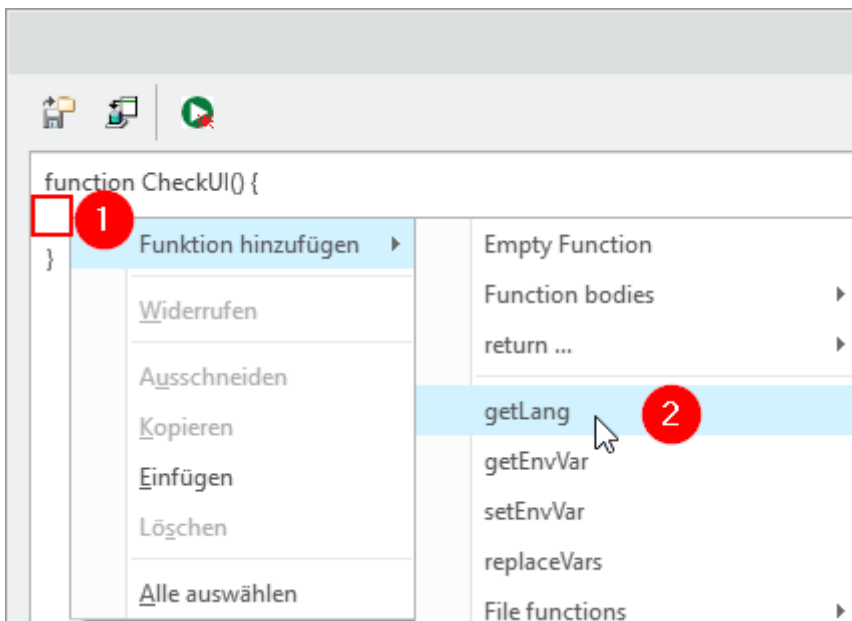 function CheckUI() {
1
}
Funktion hinzufügen
Widerrufen
Ausschneiden
Kopieren
Einfügen
Löschen
Alle auswählen
Empty Function
Function bodies
return ...
getLang
2
getEnvVar
setEnvVar
replaceVars
File functions